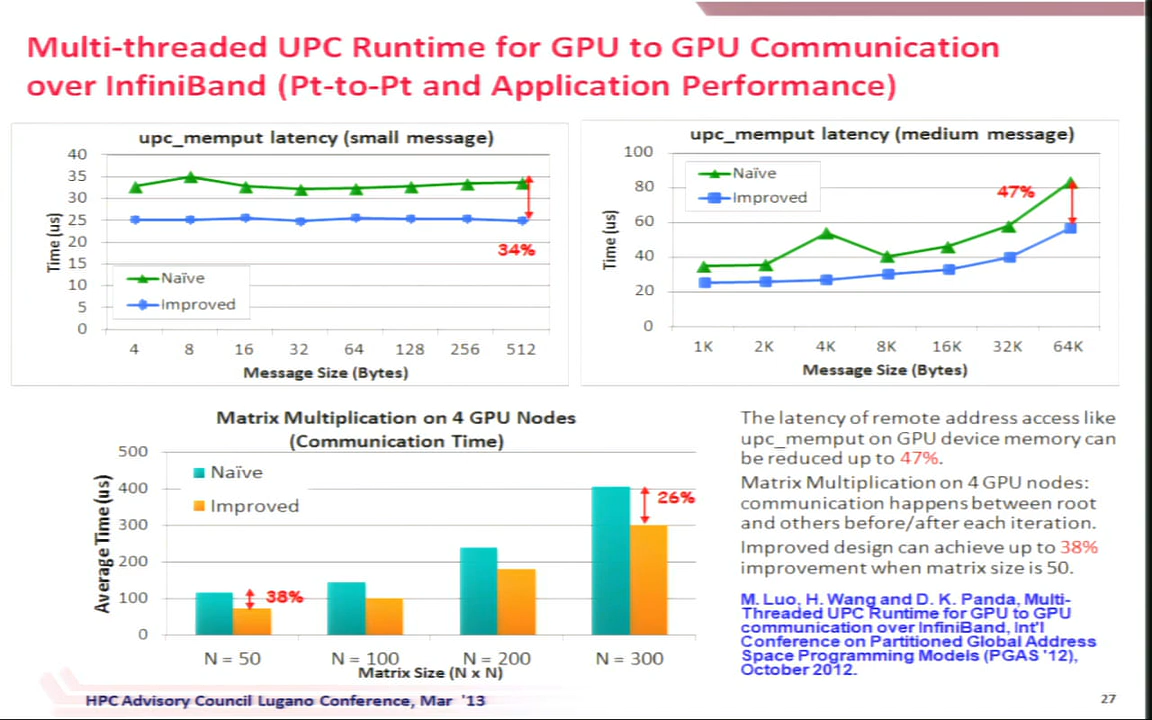 Multi-threaded UPC Runtime for GPU to GPU Communication
over InfiniBand (Pt-to-Pt and Application Performance)
upc_memput latency (small message)
40
35
30
25
20
15
10
5
0
Time (us)
34%
Naïve
Improved
4 8 16 32 64 128 256 512
Message Size (Bytes)
upc_memput latency (medium message)
100
80
60
40
20
0
Time (us)
Naïve
Improved
47%
1K 2K 4K 8K 16K 32K 64K
Message Size (Bytes)
Matrix Multiplication on 4 GPU Nodes
(Communication Time)
500
400
300
200
100
0
Average Time (us)
Naïve
Improved
38%
26%
N = 50 N = 100 N = 200 N = 300
Matrix Size (N x N)
The latency of remote address access like
upc_memput on GPU device memory can
be reduced up to 47%.
Matrix Multiplication on 4 GPU nodes:
communication happens between root
and others before/after each iteration.
Improved design can achieve up to 38%
improvement when matrix size is 50.
M. Luo, H. Wang and D. K. Panda, Multi-
Threaded UPC Runtime for GPU to GPU
communication over InfiniBand, Int'l
Conference on Partitioned Global Address
Space Programming Models (PGAS '12),
October 2012.
HPC Advisory Council Lugano Conference, Mar '13
27